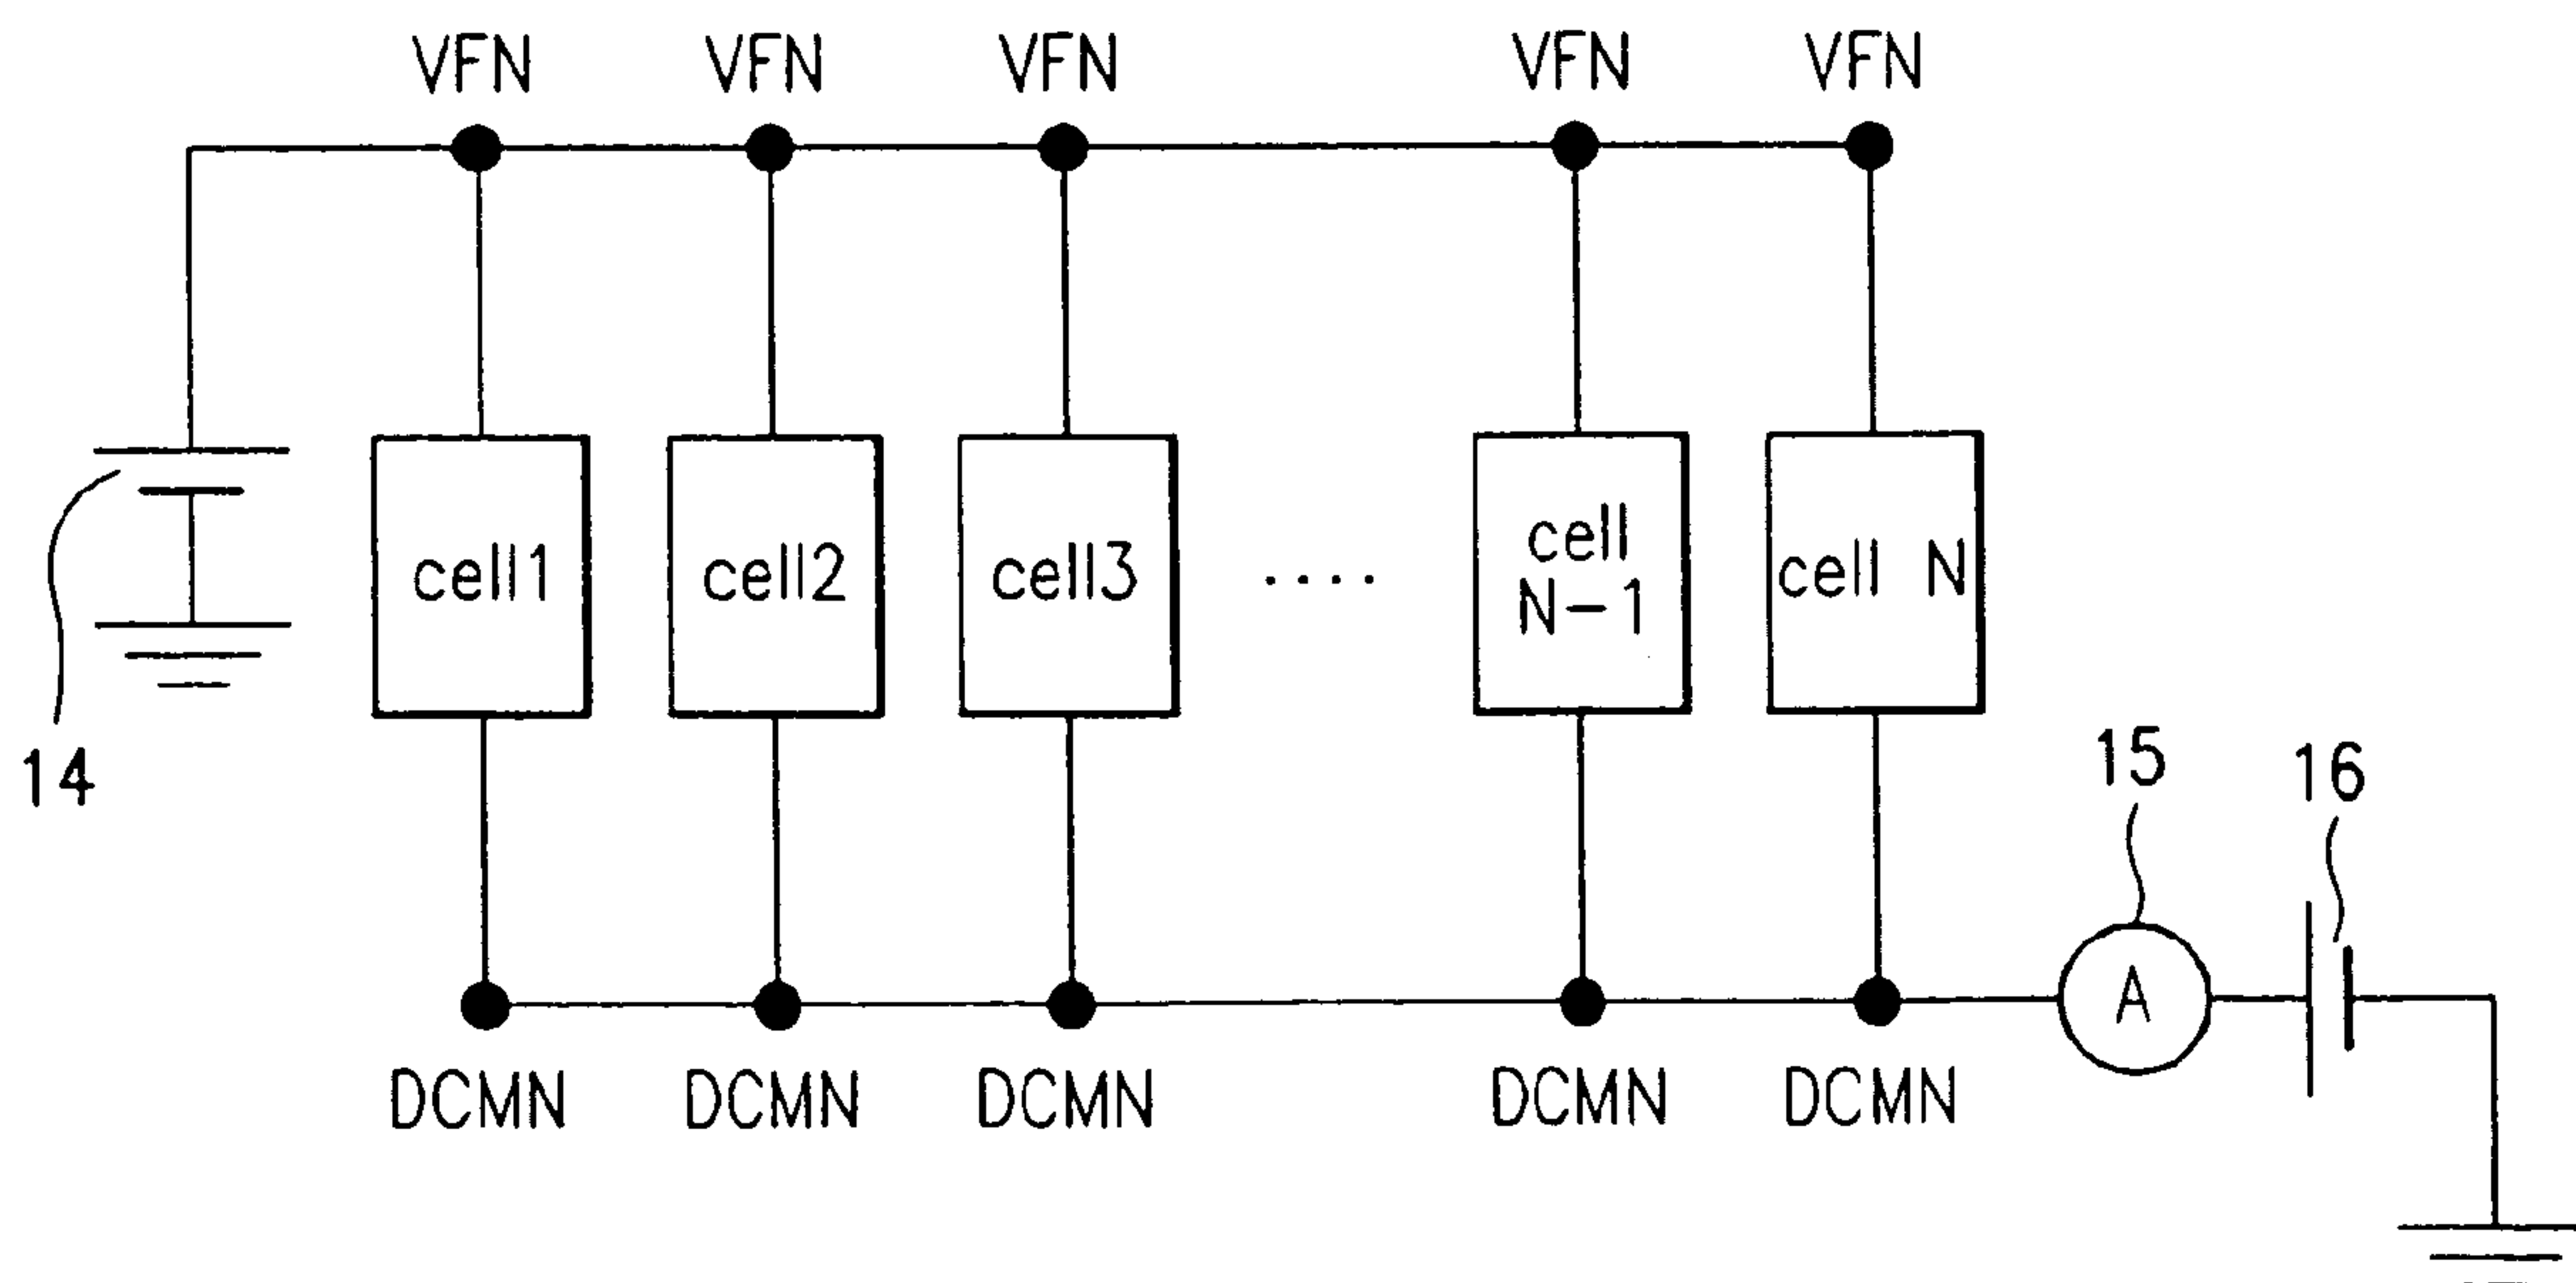 VFN VFN VFN VFN VFN
cell1 cell2 cell3 .... cell N-1 cell N
14
15 16
A
DCMN DCMN DCMN DCMN DCMN